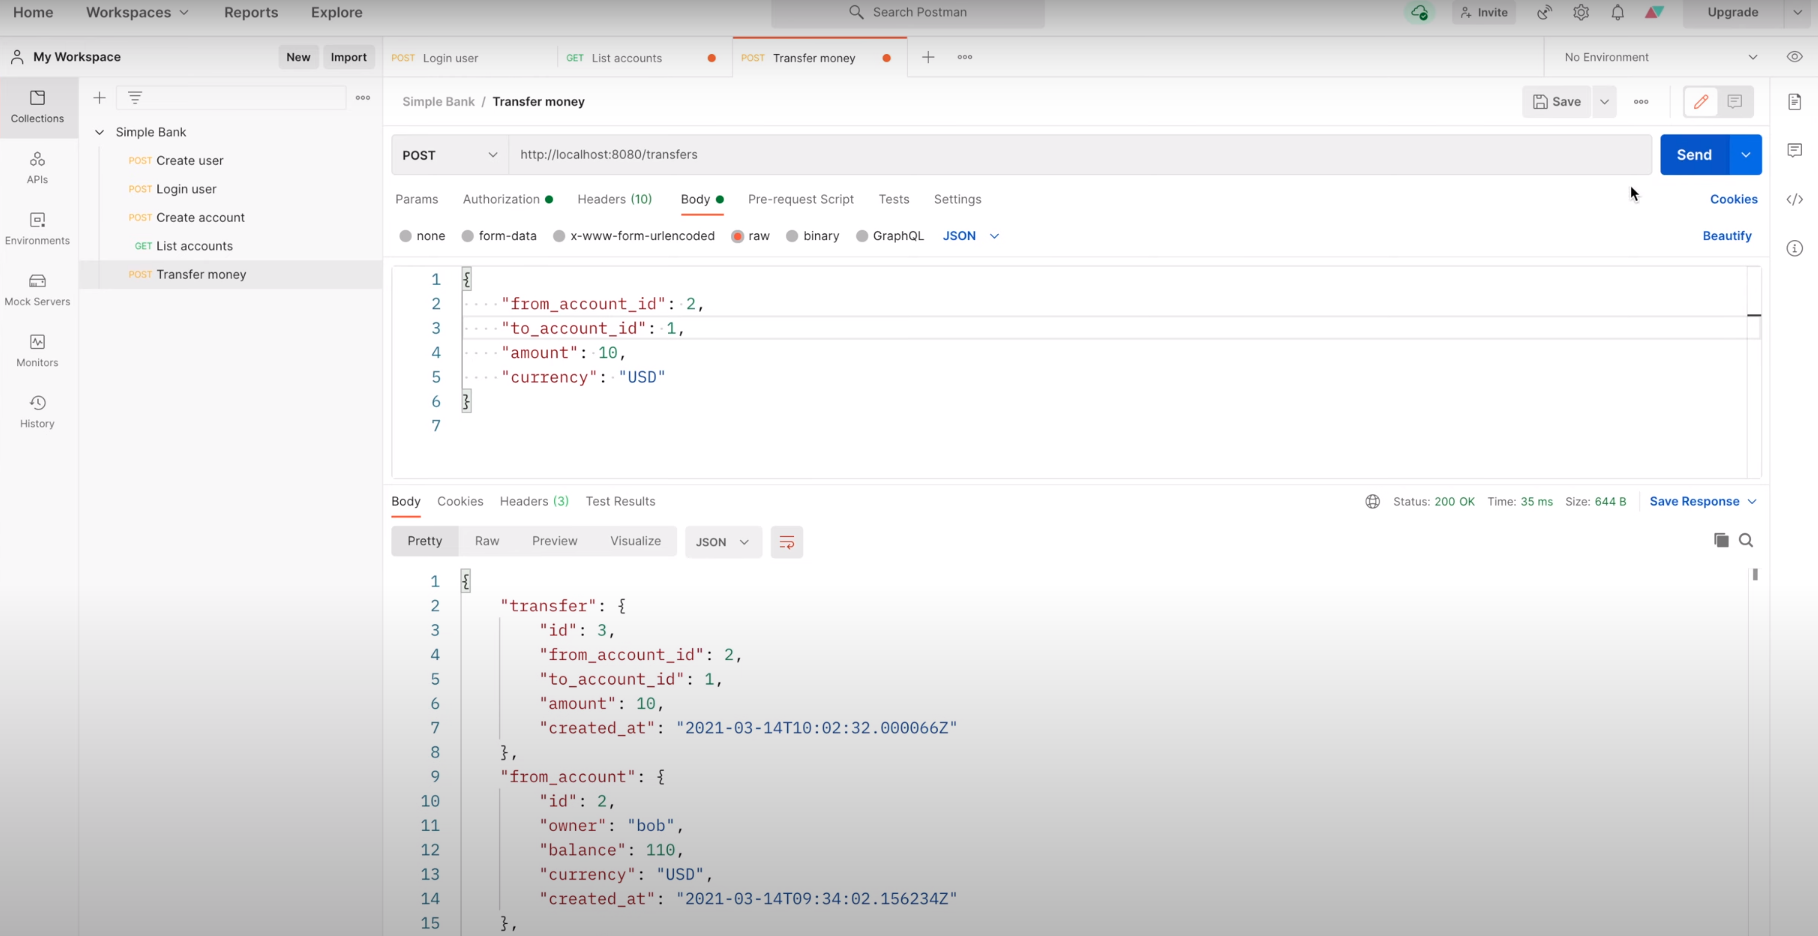 Home Workspaces Reports Explore Search Postman Invite Upgrade
My Workspace New Import POST Login user GET List accounts POST Transfer money No Environment
Collections
Simple Bank / Transfer money Save
Simple Bank
POST Create user
POST http://localhost:8080/transfers Send
APIs
POST Login user
Params Authorization Headers (10) Body Pre-request Script Tests Settings Cookies
POST Create account
Environments
GET List accounts
none form-data x-www-form-urlencoded raw binary GraphQL JSON Beautify
POST Transfer money
Mock Servers
Monitors
History
1 {
2 "from_account_id": 2,
3 "to_account_id": 1,
4 "amount": 10,
5 "currency": "USD"
6 }
7
Body Cookies Headers (3) Test Results Status: 200 OK Time: 35 ms Size: 644 B Save Response
Pretty Raw Preview Visualize JSON
1 {
2 "transfer": {
3 "id": 3,
4 "from_account_id": 2,
5 "to_account_id": 1,
6 "amount": 10,
7 "created_at": "2021-03-14T10:02:32.000066Z"
8 },
9 "from_account": {
10 "id": 2,
11 "owner": "bob",
12 "balance": 110,
13 "currency": "USD",
14 "created_at": "2021-03-14T09:34:02.156234Z"
15 },